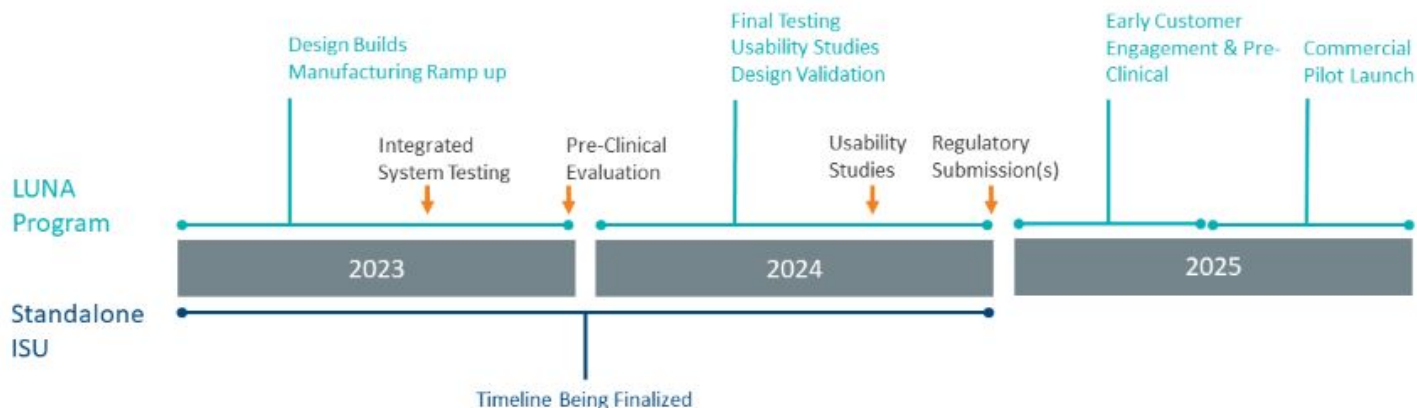 Design Builds
Manufacturing Ramp up
Final Testing
Usability Studies
Design Validation
Early Customer
Engagement & Pre-
Clinical
Commercial
Pilot Launch
Integrated
System Testing
Pre-Clinical
Evaluation
Usability
Studies
Regulatory
Submission(s)
LUNA
Program
2023
2024
2025
Standalone
ISU
Timeline Being Finalized